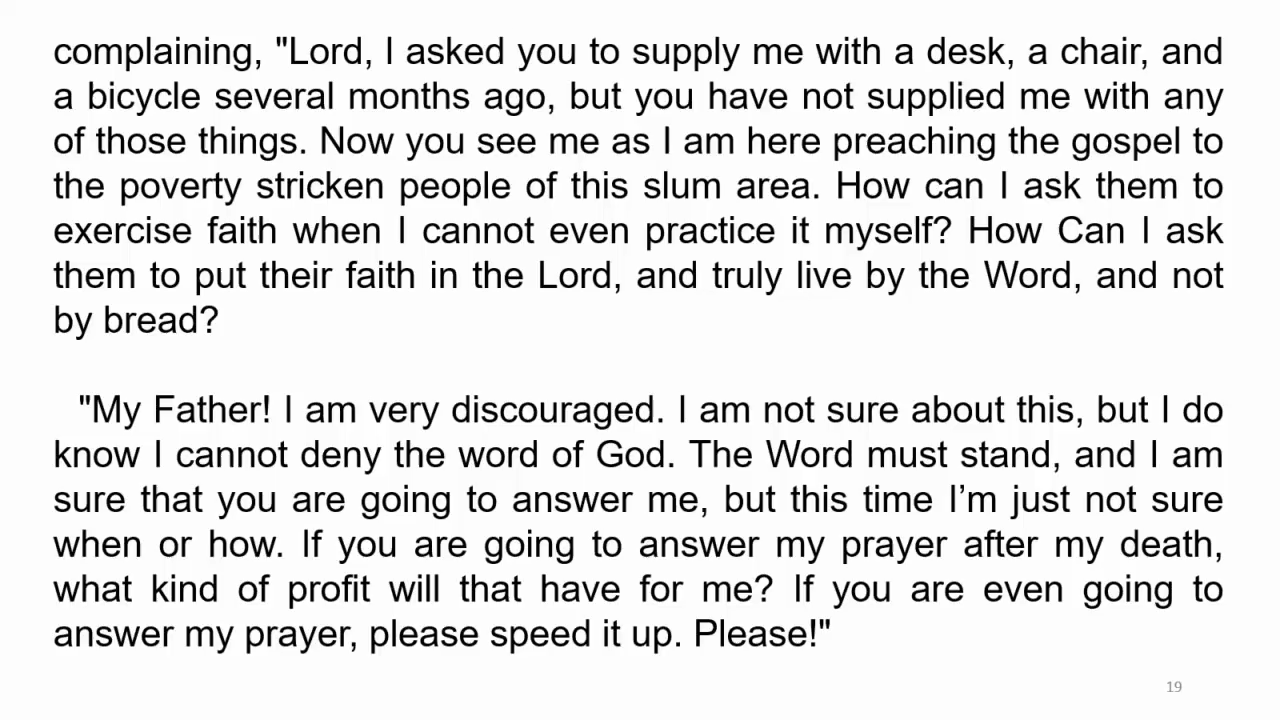 complaining, "Lord, I asked you to supply me with a desk, a chair, and
a bicycle several months ago, but you have not supplied me with any
of those things. Now you see me as I am here preaching the gospel to
the poverty stricken people of this slum area. How can I ask them to
exercise faith when I cannot even practice it myself? How Can I ask
them to put their faith in the Lord, and truly live by the Word, and not
by bread?
"My Father! I am very discouraged. I am not sure about this, but I do
know I cannot deny the word of God. The Word must stand, and I am
sure that you are going to answer me, but this time I’m just not sure
when or how. If you are going to answer my prayer after my death,
what kind of profit will that have for me? If you are even going to
answer my prayer, please speed it up. Please!"
19